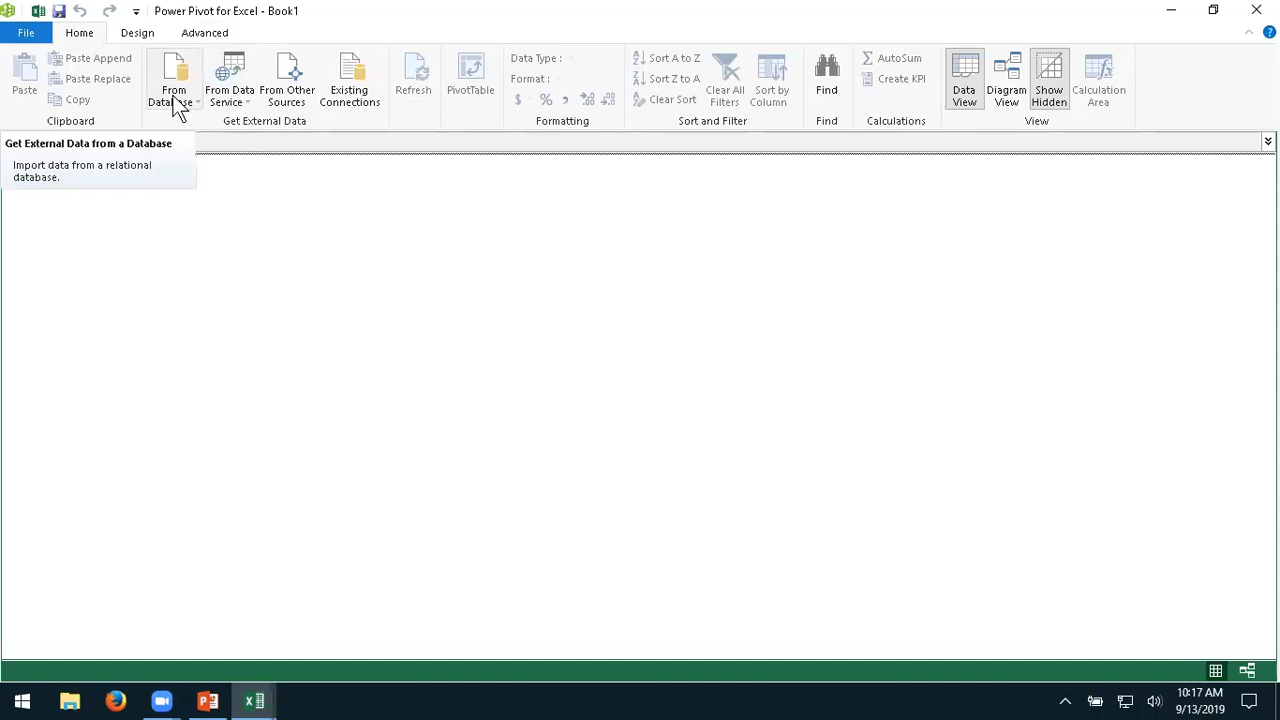 Power Pivot for Excel - Book1
File
Home
Design
Advanced
Paste
Paste Append
Paste Replace
Copy
Clipboard
From
Database
From Data
Service
From Other
Sources
Existing
Connections
Get External Data
Refresh
PivotTable
Data Type :
Format :
$ % ,
Formatting
Sort A to Z
Sort Z to A
Clear Sort
Clear All
Filters
Sort by
Column
Sort and Filter
Find
Find
AutoSum
Create KPI
Calculations
Data
View
Diagram
View
Show
Hidden
Calculation
Area
View
Get External Data from a Database
Import data from a relational
database.
10:17 AM
9/13/2019